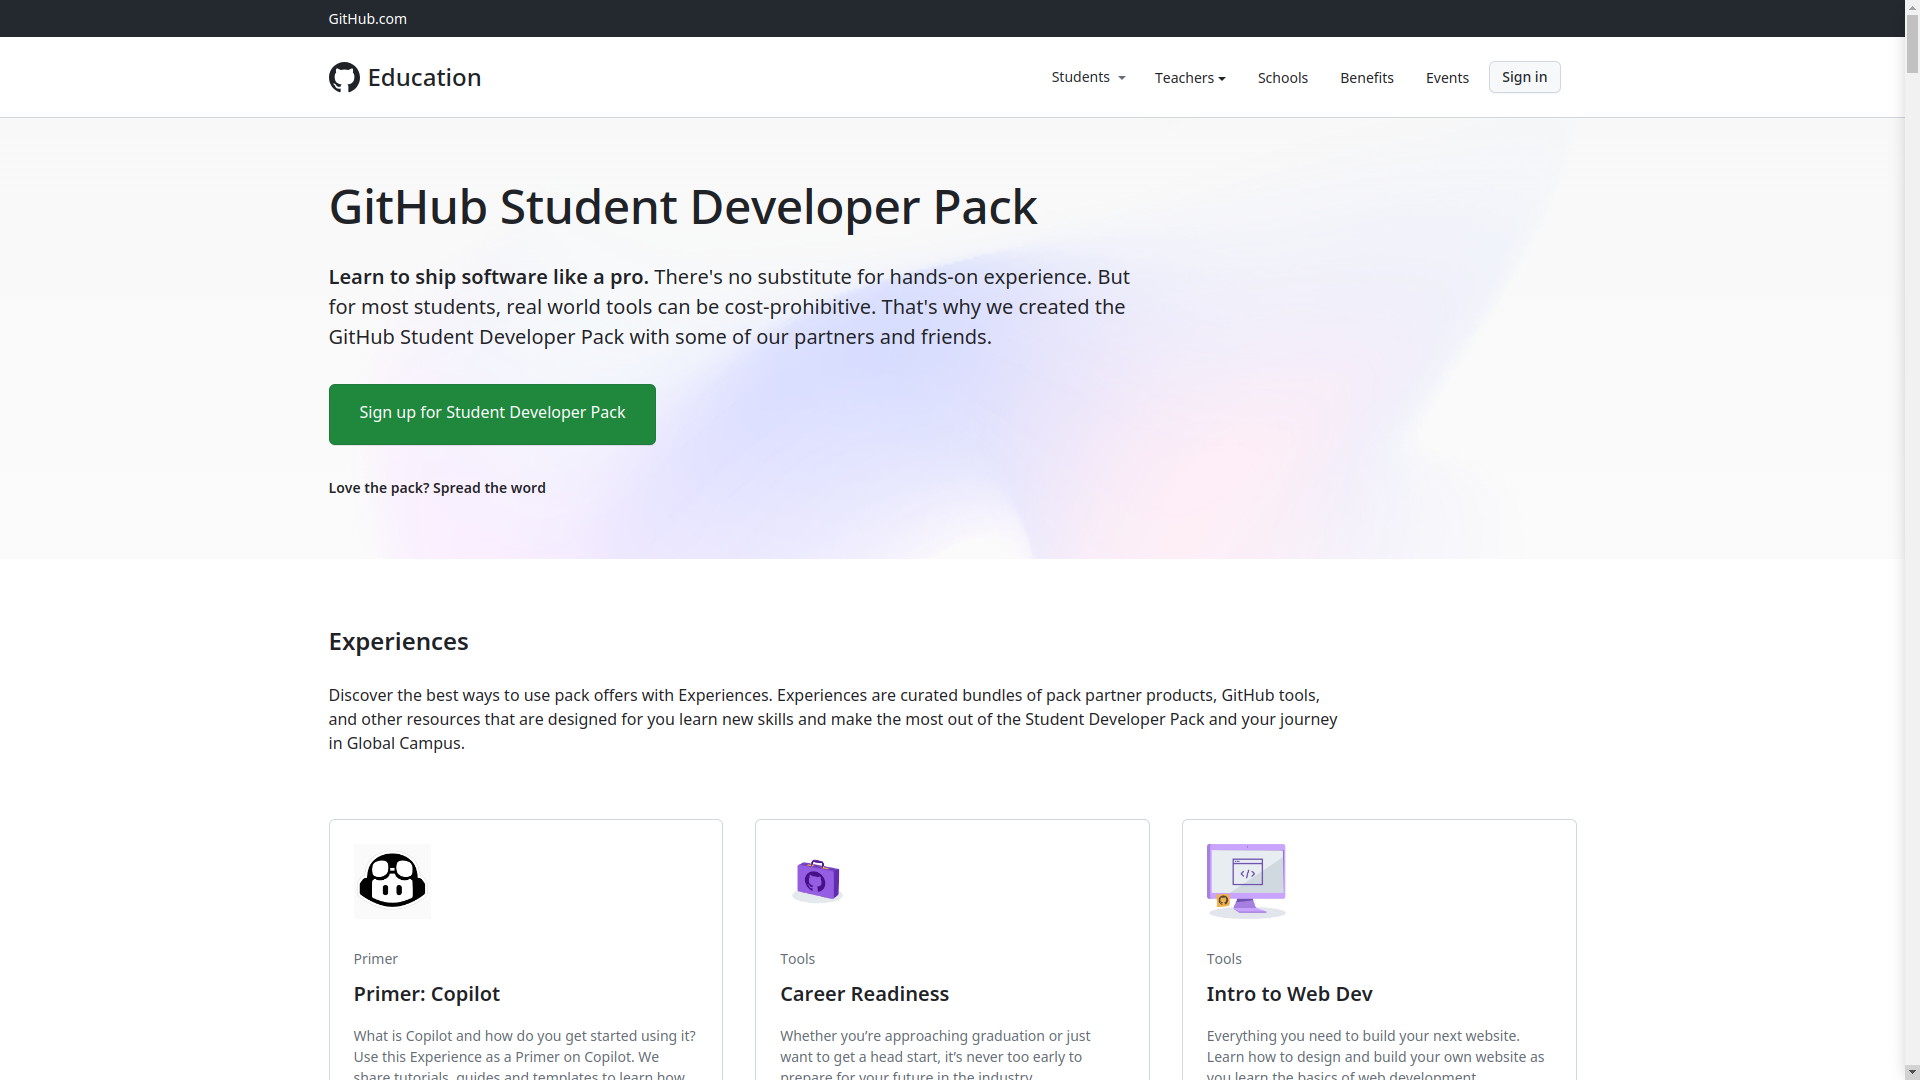 GitHub.com
Education
Students
Teachers
Schools
Benefits
Events
Sign in
GitHub Student Developer Pack
Learn to ship software like a pro. There's no substitute for hands-on experience. But
for most students, real world tools can be cost-prohibitive. That's why we created the
GitHub Student Developer Pack with some of our partners and friends.
Sign up for Student Developer Pack
Love the pack? Spread the word
Experiences
Discover the best ways to use pack offers with Experiences. Experiences are curated bundles of pack partner products, GitHub tools,
and other resources that are designed for you learn new skills and make the most out of the Student Developer Pack and your journey
in Global Campus.
Primer
Primer: Copilot
What is Copilot and how do you get started using it?
Use this Experience as a Primer on Copilot. We
share tutorials, guides and templates to learn how
Tools
Career Readiness
Whether you’re approaching graduation or just
want to get a head start, it’s never too early to
prepare for your future in the industry.
Tools
Intro to Web Dev
Everything you need to build your next website.
Learn how to design and build your own website as
you learn the basics of web development.